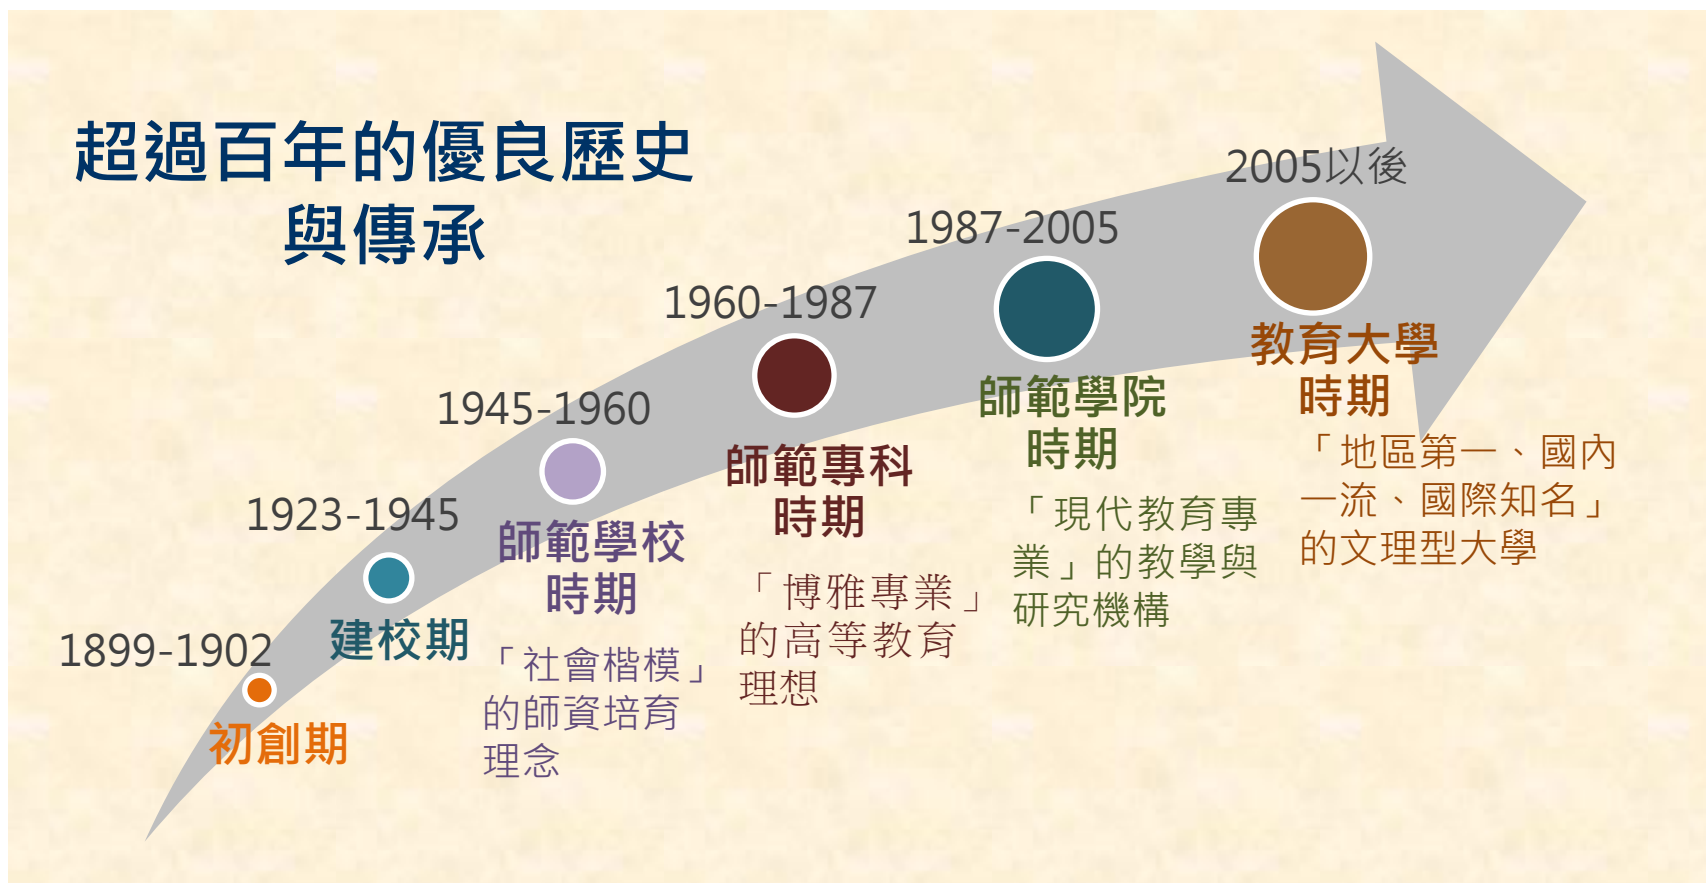 超過百年的優良歷史
與傳承
1899-1902
初創期
1923-1945
建校期
1945-1960
師範學校
時期
「社會楷模」
的師資培育
理念
1960-1987
師範專科
時期
「博雅專業」
的高等教育
理想
1987-2005
師範學院
時期
「現代教育專
業」的教學與
研究機構
2005以後
教育大學
時期
「地區第一、國內
一流、國際知名」
的文理型大學